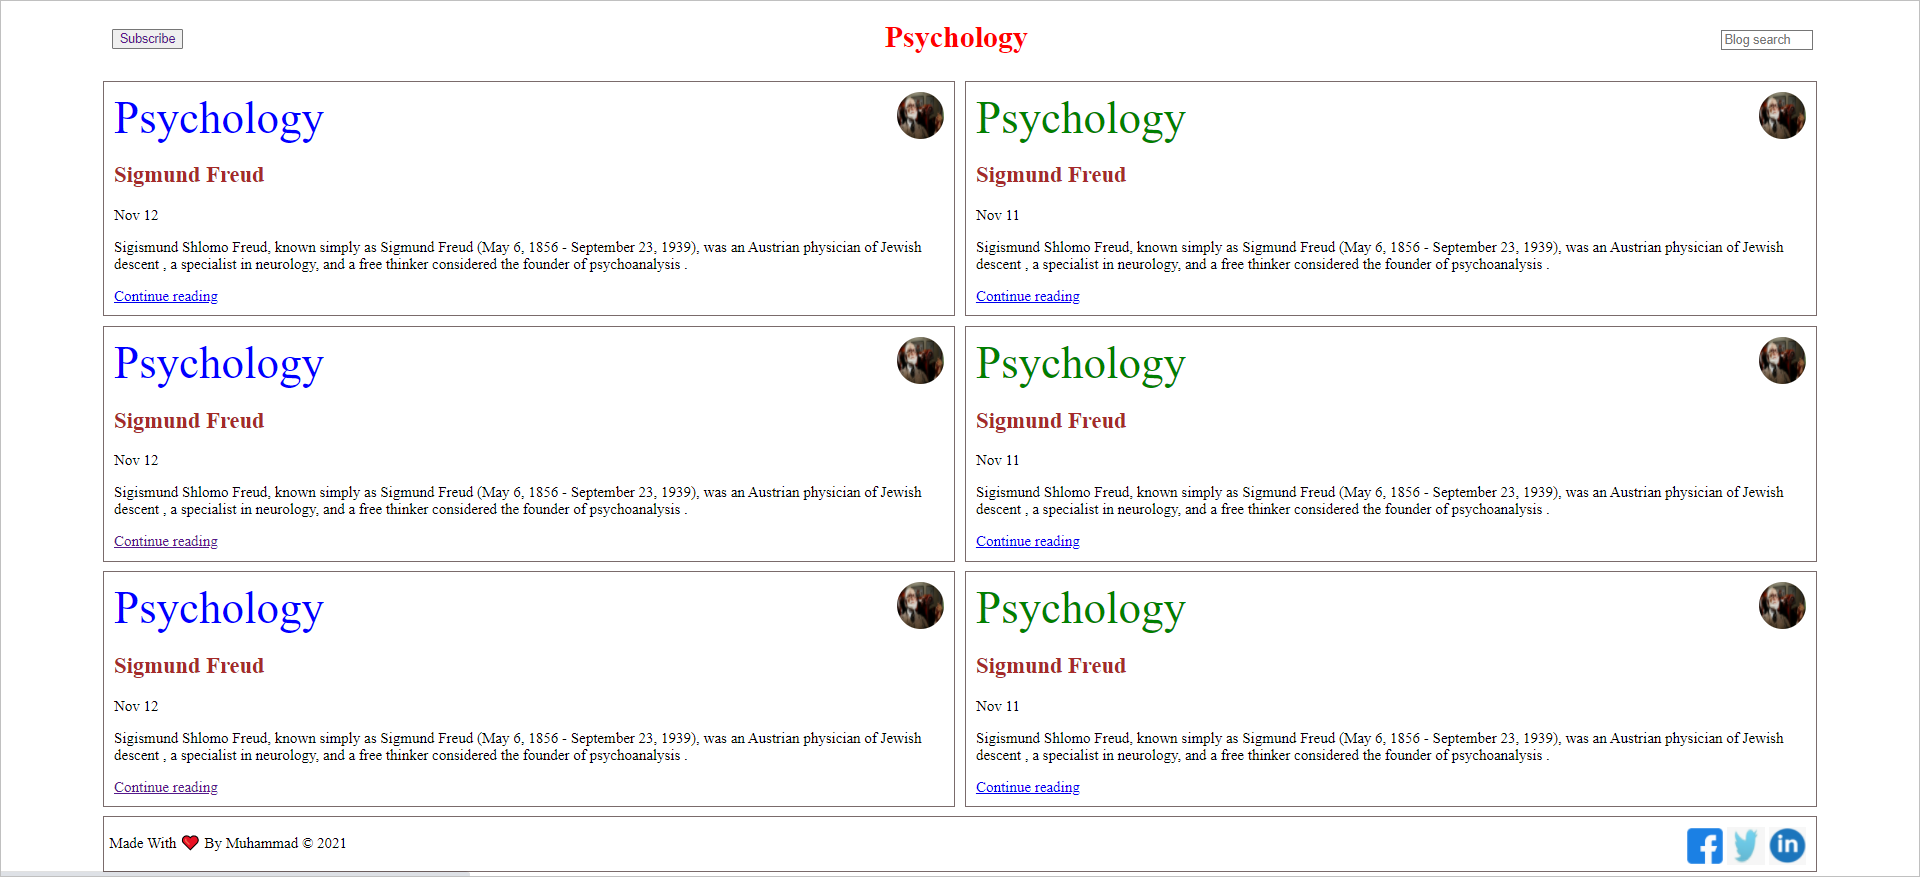 Subscribe
Psychology
Blog search
Psychology
Sigmund Freud
Nov 12
Sigismund Shlomo Freud, known simply as Sigmund Freud (May 6, 1856 - September 23, 1939), was an Austrian physician of Jewish
descent , a specialist in neurology, and a free thinker considered the founder of psychoanalysis .
Continue reading
Psychology
Sigmund Freud
Nov 11
Sigismund Shlomo Freud, known simply as Sigmund Freud (May 6, 1856 - September 23, 1939), was an Austrian physician of Jewish
descent , a specialist in neurology, and a free thinker considered the founder of psychoanalysis .
Continue reading
Psychology
Sigmund Freud
Nov 12
Sigismund Shlomo Freud, known simply as Sigmund Freud (May 6, 1856 - September 23, 1939), was an Austrian physician of Jewish
descent , a specialist in neurology, and a free thinker considered the founder of psychoanalysis .
Continue reading
Psychology
Sigmund Freud
Nov 11
Sigismund Shlomo Freud, known simply as Sigmund Freud (May 6, 1856 - September 23, 1939), was an Austrian physician of Jewish
descent , a specialist in neurology, and a free thinker considered the founder of psychoanalysis .
Continue reading
Psychology
Sigmund Freud
Nov 12
Sigismund Shlomo Freud, known simply as Sigmund Freud (May 6, 1856 - September 23, 1939), was an Austrian physician of Jewish
descent , a specialist in neurology, and a free thinker considered the founder of psychoanalysis .
Continue reading
Psychology
Sigmund Freud
Nov 11
Sigismund Shlomo Freud, known simply as Sigmund Freud (May 6, 1856 - September 23, 1939), was an Austrian physician of Jewish
descent , a specialist in neurology, and a free thinker considered the founder of psychoanalysis .
Continue reading
Made With ❤ By Muhammad © 2021
f in